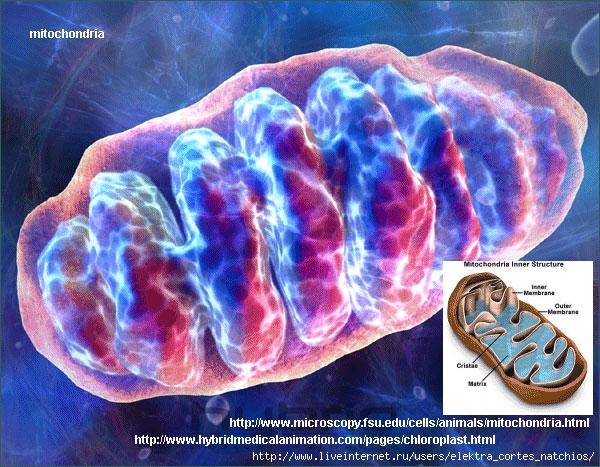 mitochondria
Mitochondria Inner Structure
Inner
Membrane
Outer
Membrane
Cristae
Matrix
http://www.microscopy.fsu.edu/cells/animals/mitochondria.html
http://www.hybridmedicalanimation.com/pages/chloroplast.html
http://www.liveinternet.ru/users/elektra_cortes_natchios/